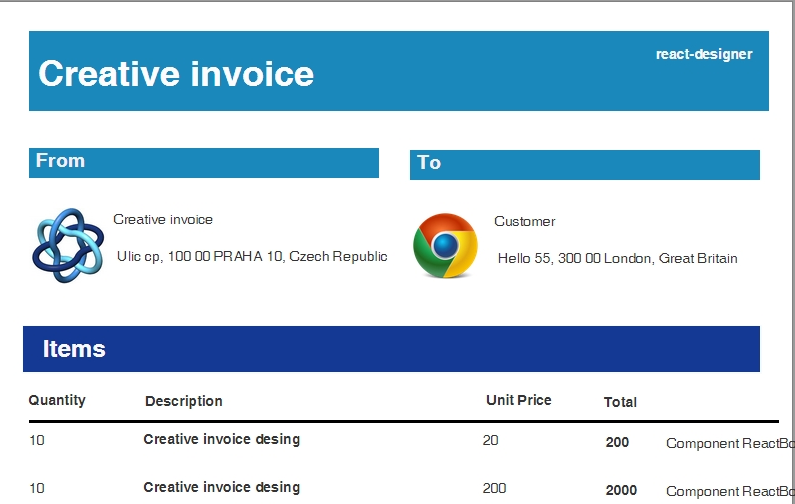 react-designer
Creative invoice
From
To
Creative invoice
Customer
Ulic cp, 100 00 PRAHA 10, Czech Republic
Hello 55, 300 00 London, Great Britain
Items
Quantity Description Unit Price Total
10 Creative invoice desing 20 200 Component ReactBo
10 Creative invoice desing 200 2000 Component ReactBo